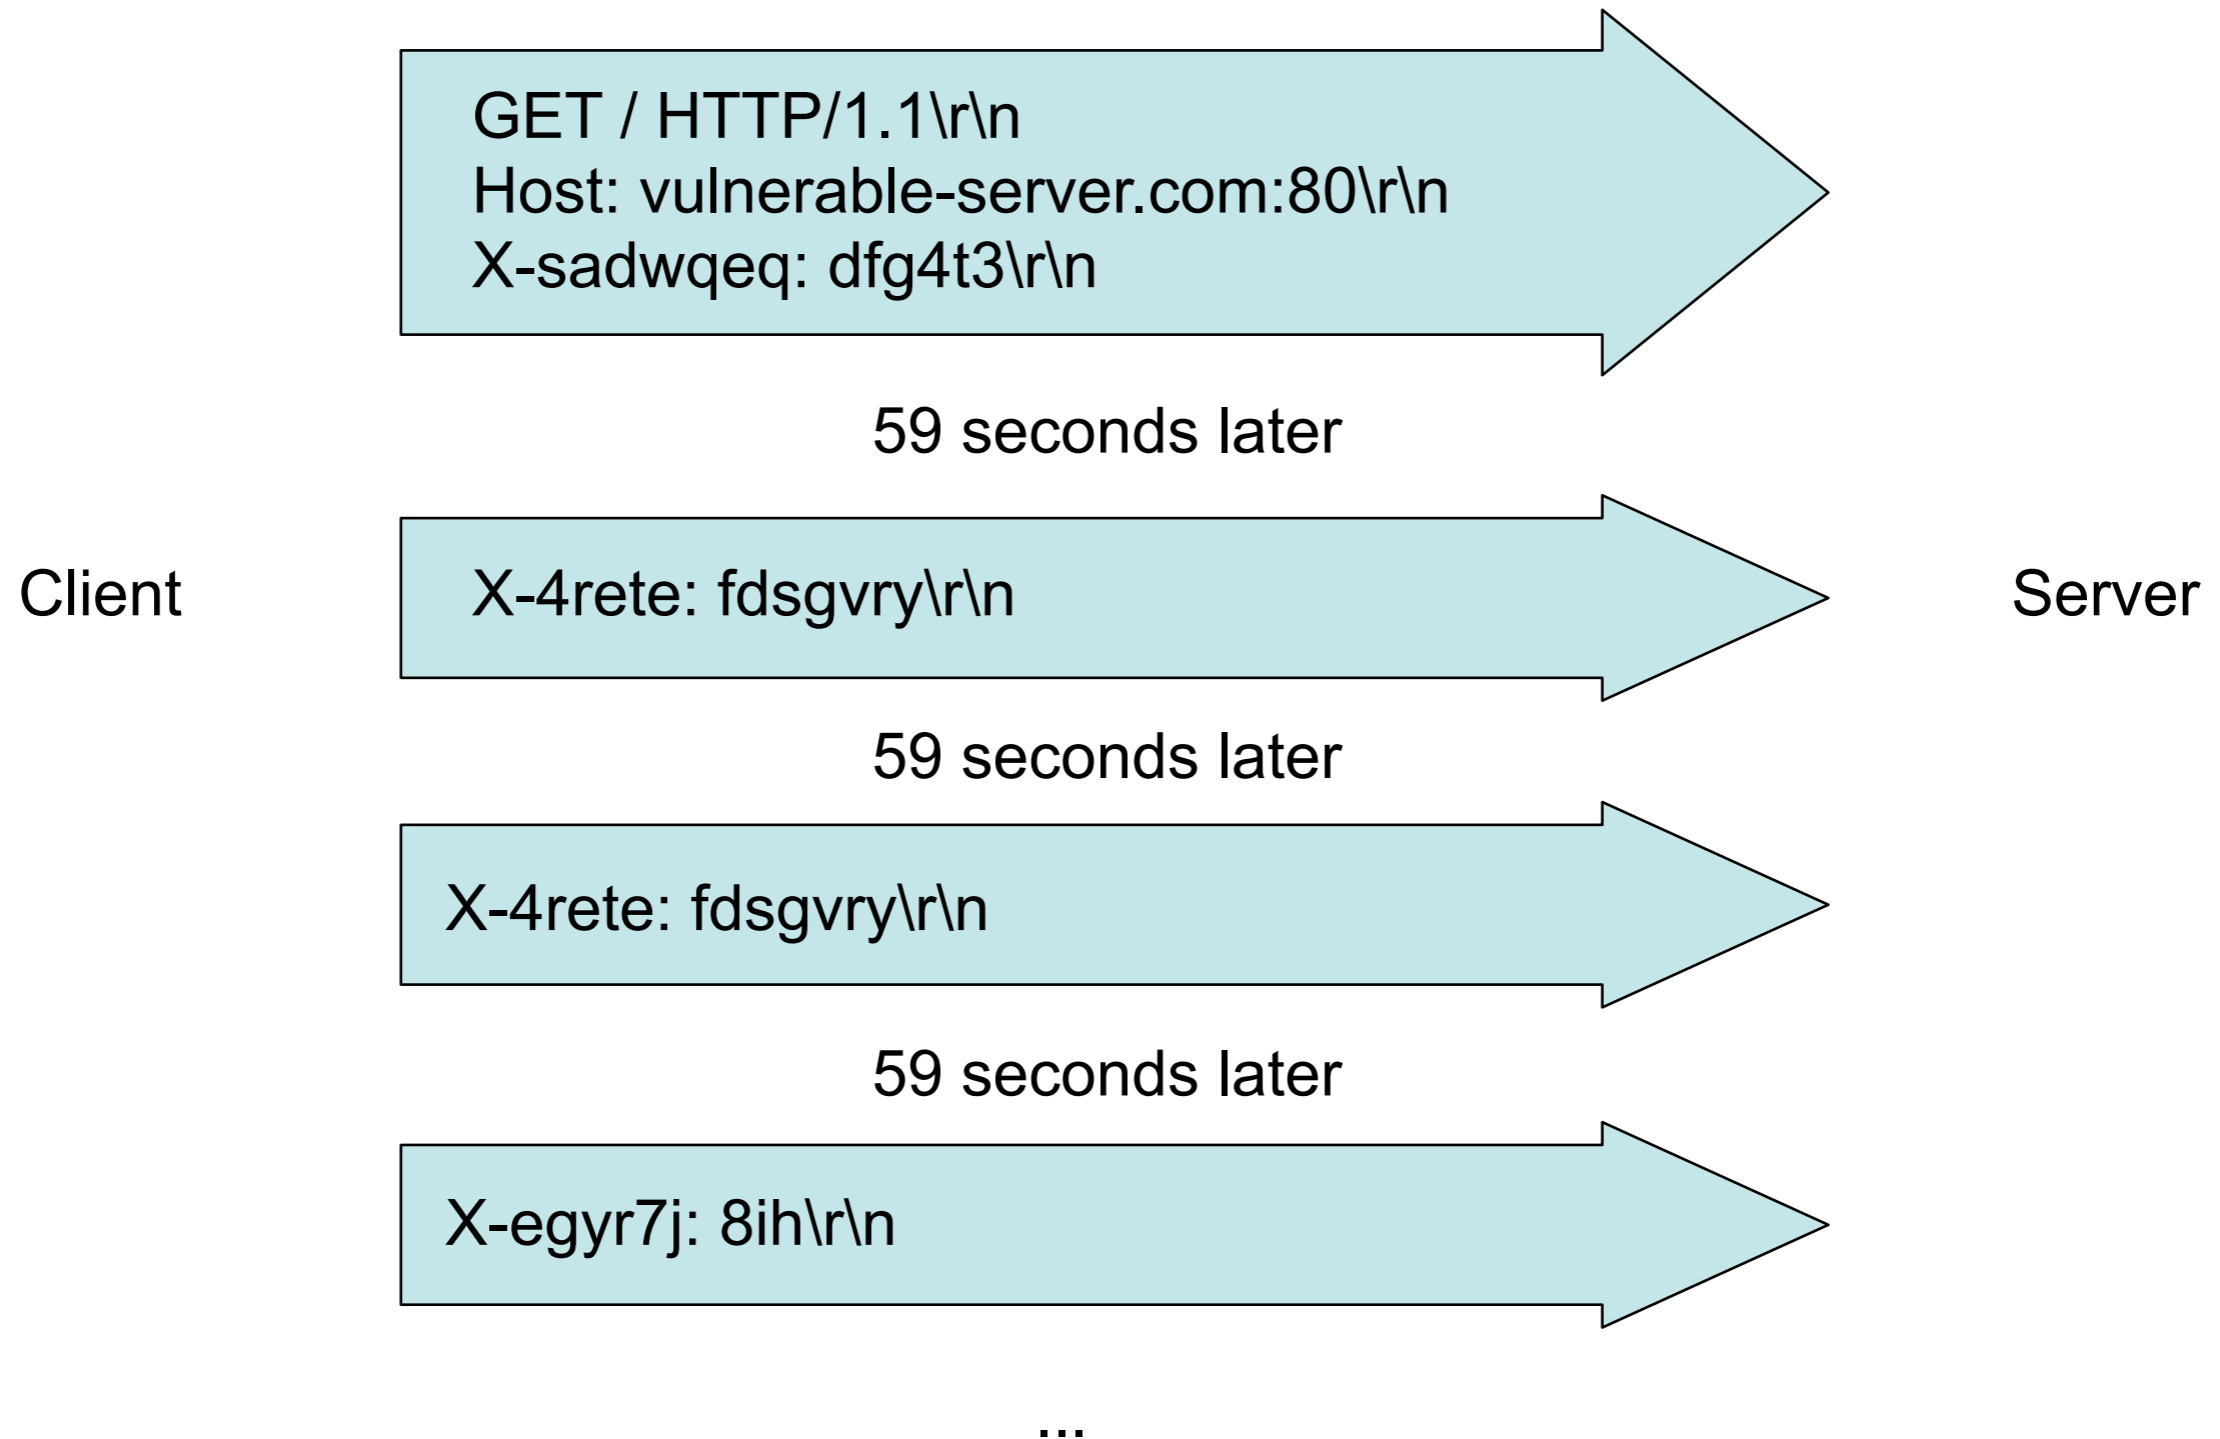 GET / HTTP/1.1\r\n
Host: vulnerable-server.com:80\r\n
X-sadwqeq: dfg4t3\r\n
59 seconds later
Client
X-4rete: fdsgvry\r\n
Server
59 seconds later
X-4rete: fdsgvry\r\n
59 seconds later
X-egyr7j: 8ih\r\n
...